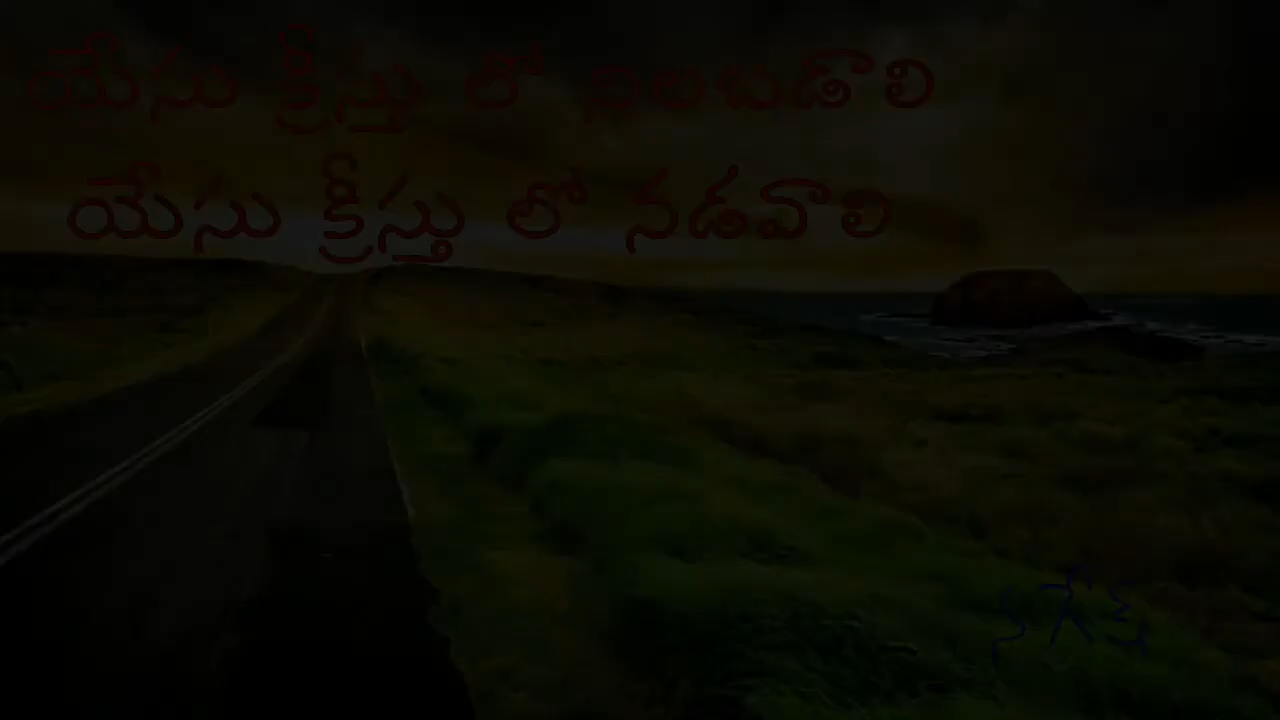 యేసు క్రీస్తు లో నిలబడాలి
యేసు క్రీస్తు లో నడవాలి